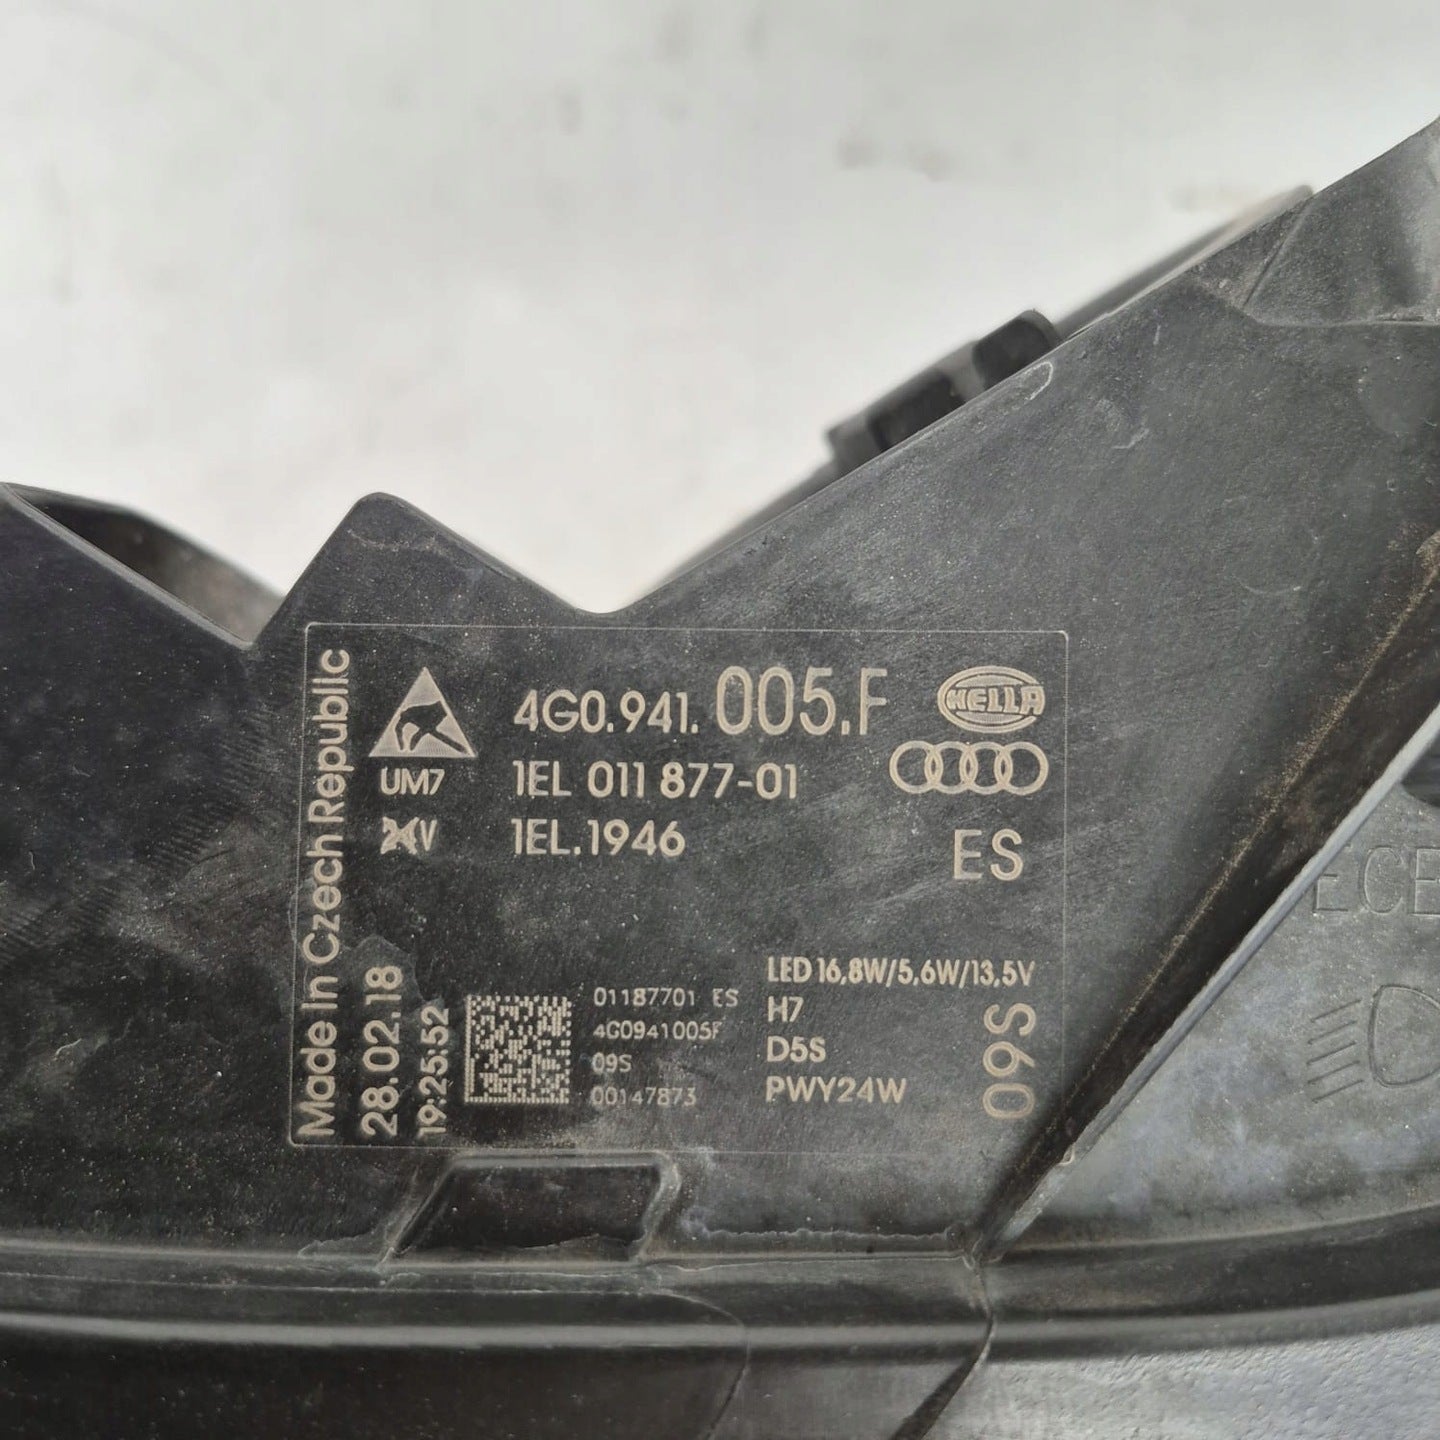 Made In Czech Republic
28.02.18
19:25:52
UM7
24V
4G0.941.005.F
1EL 011 877-01
1EL.1946
HELLA
ES
01187701 ES
4G0941005F
09S
00147873
LED 16,8W/5,6W/13.5V
H7
D5S
PWY24W
09S
ECE